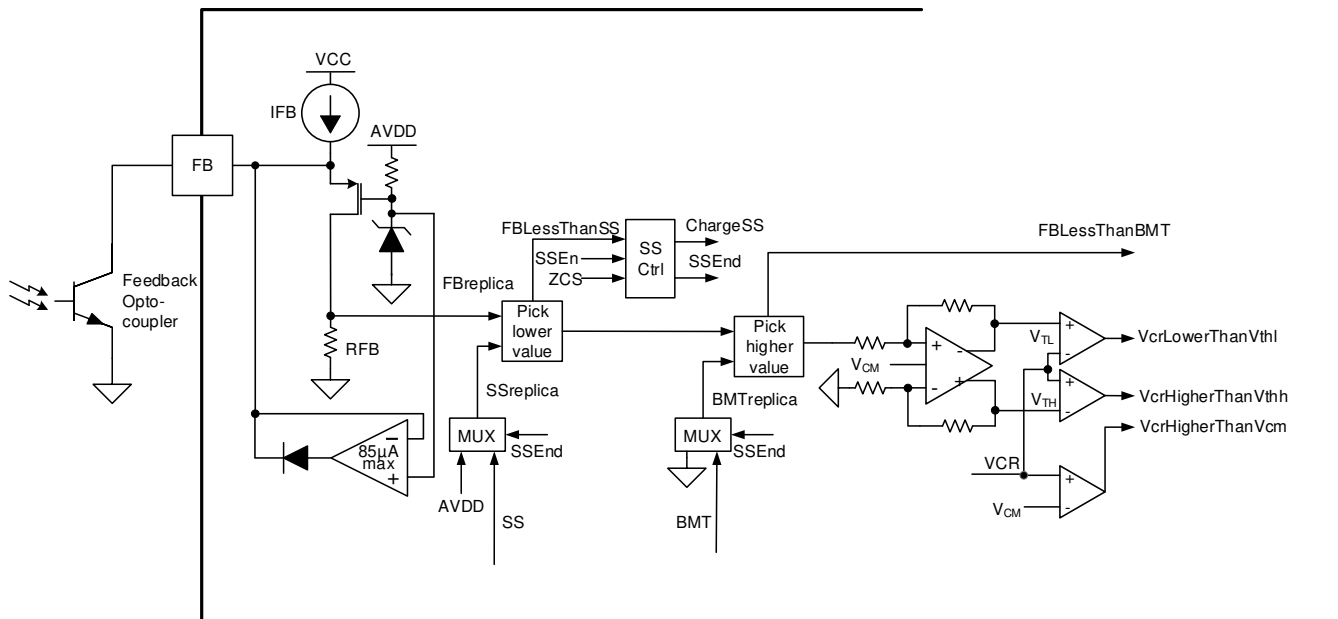 VCC
IFB
AVDD
FB
FBLessThanSS
SSEn
ZCS
SS
Ctrl
ChargeSS
SSEnd
FBLessThanBMT
Feedback
Opto-
coupler
FBreplica
Pick
lower
value
Pick
higher
value
RFB
SSreplica
BMTreplica
VCM
VTL
VTH
VcrLowerThanVthl
VcrHigherThanVthh
VcrHigherThanVcm
MUX
SSEnd
MUX
SSEnd
85µA
max
+
−
AVDD
SS
BMT
VCR
VCM
+
-
-
+
+
-
+
-
+
-